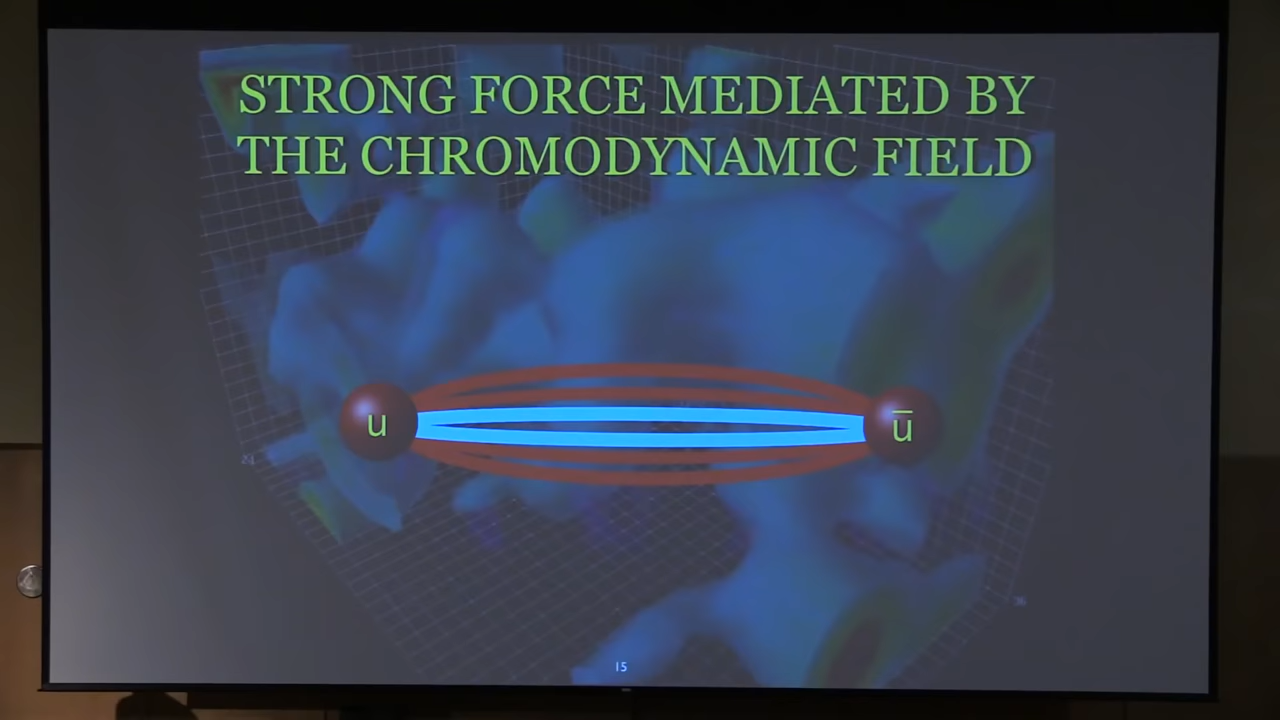 STRONG FORCE MEDIATED BY
THE CHROMODYNAMIC FIELD
u
u̅
15